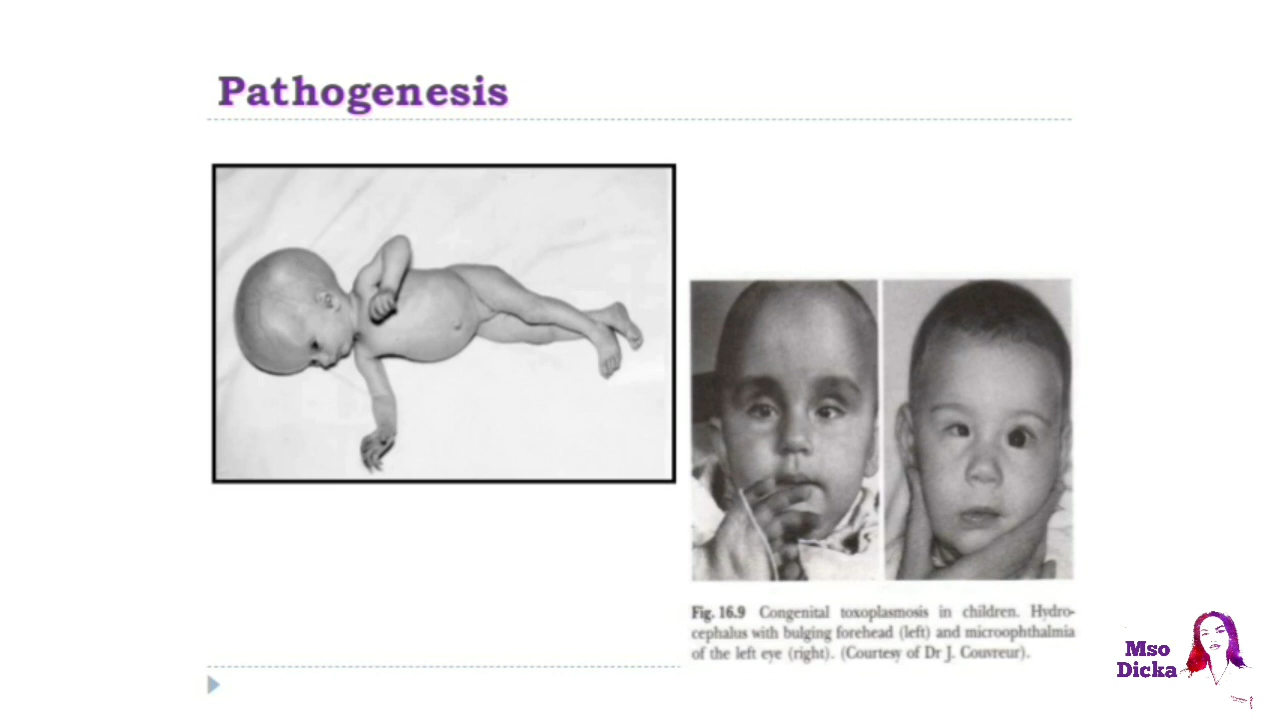 Pathogenesis
Fig. 16.9 Congenital toxoplasmosis in children. Hydro-
cephalus with bulging forehead (left) and microophthalmia
of the left eye (right). (Courtesy of Dr J. Couvreur).
Mso
Dicka